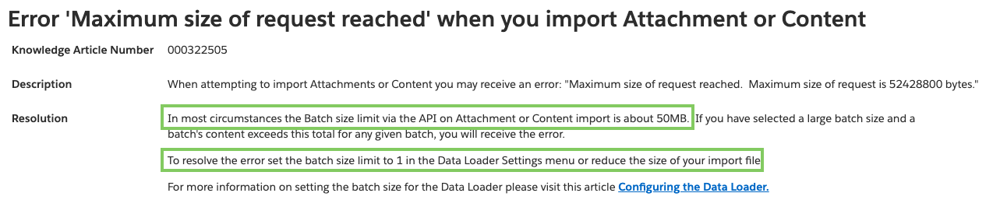 Error 'Maximum size of request reached' when you import Attachment or Content
Knowledge Article Number 000322505
Description When attempting to import Attachments or Content you may receive an error: "Maximum size of request reached.  Maximum size of request is 52428800 bytes."
Resolution In most circumstances the Batch size limit via the API on Attachment or Content import is about 50MB. If you have selected a large batch size and a
batch's content exceeds this total for any given batch, you will receive the error.
To resolve the error set the batch size limit to 1 in the Data Loader Settings menu or reduce the size of your import file
For more information on setting the batch size for the Data Loader please visit this article Configuring the Data Loader.